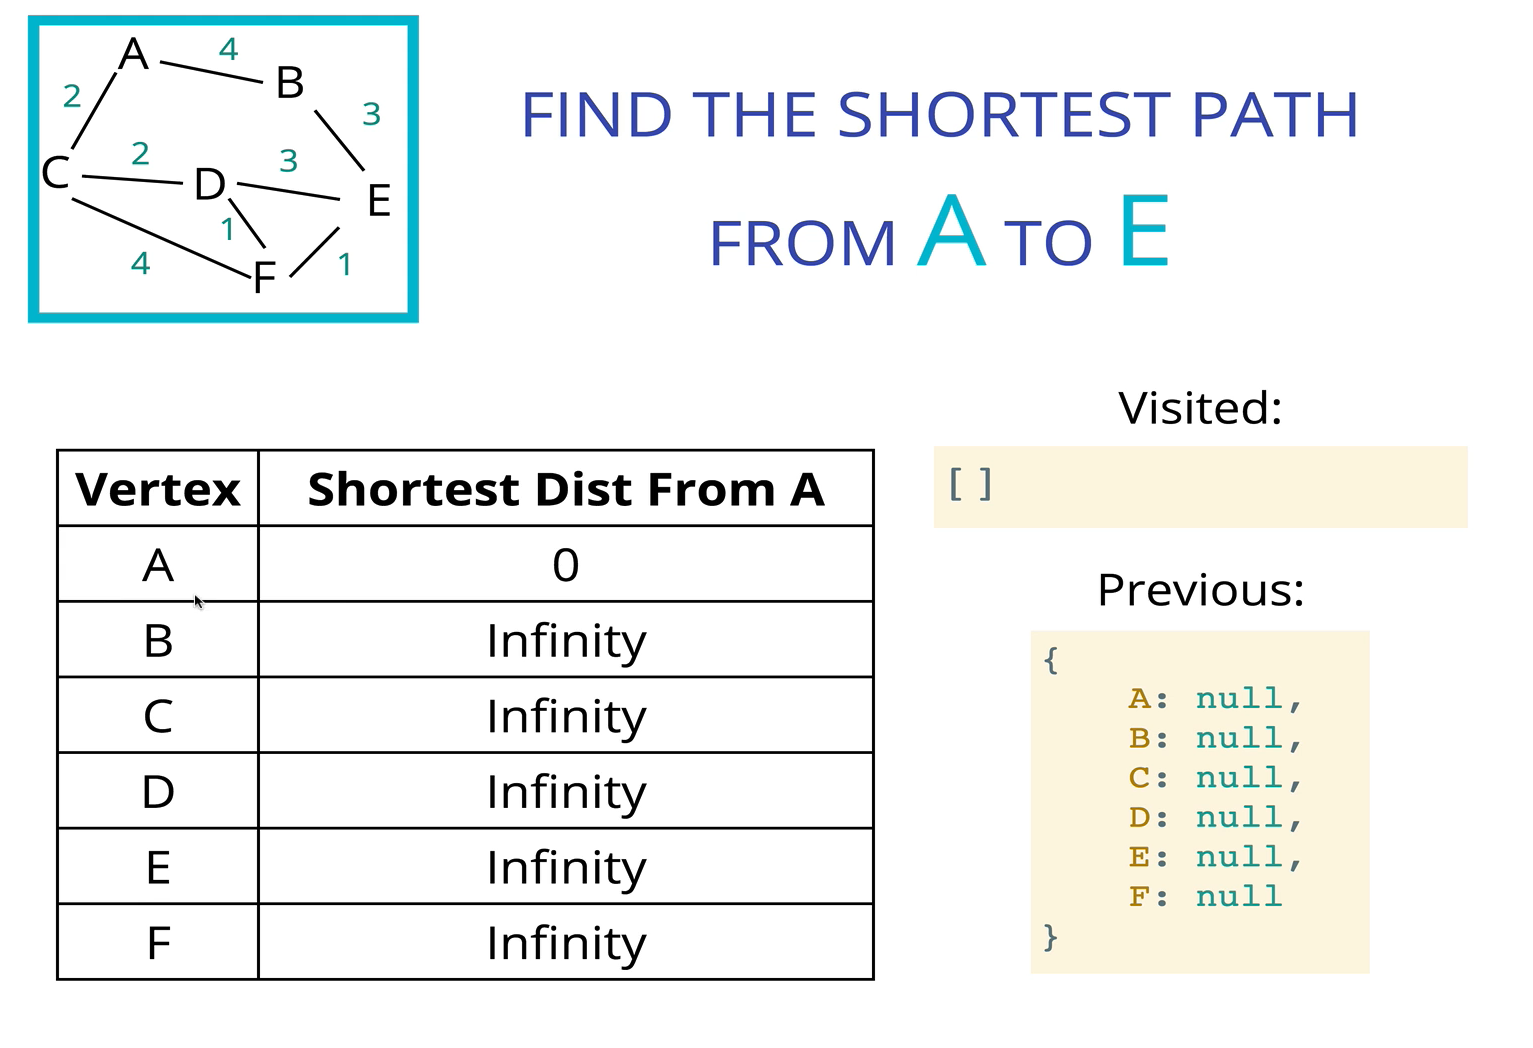 A
4
B
2
3
C
2
D
3
E
1
4
F
1
FIND THE SHORTEST PATH
FROM A TO E
Visited:
[ ]
Vertex Shortest Dist From A
A 0
B Infinity
C Infinity
D Infinity
E Infinity
F Infinity
Previous:
{
A: null,
B: null,
C: null,
D: null,
E: null,
F: null
}